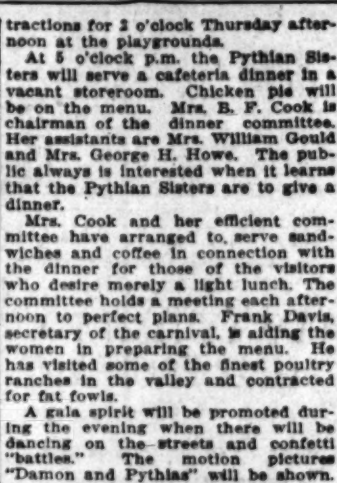 tractions for 2 o'clock Thursday after-
noon at the playgrounds.
At 5 o'clock p.m. the Pythian Sis-
ters will serve a cafeteria dinner in a
vacant storeroom. Chicken pie will
be on the menu. Mrs. B. F. Cook is
chairman of the dinner committee.
Her assistants are Mrs. William Gould
and Mrs. George H. Howe. The pub-
lic always is interested when it learns
that the Pythian Sisters are to give a
dinner.
Mrs. Cook and her efficient com-
mittee have arranged to serve sand-
wiches and coffee in connection with
the dinner for those of the visitors
who desire merely a light lunch. The
committee holds a meeting each after-
noon to perfect plans. Frank Davis,
secretary of the carnival, is aiding the
women in preparing the menu. He
has visited some of the finest poultry
ranches in the valley and contracted
for fat fowls.
A gala spirit will be promoted dur-
ing the evening when there will be
dancing on the streets and confetti
"battles." The motion pictures
"Damon and Pythias" will be shown.